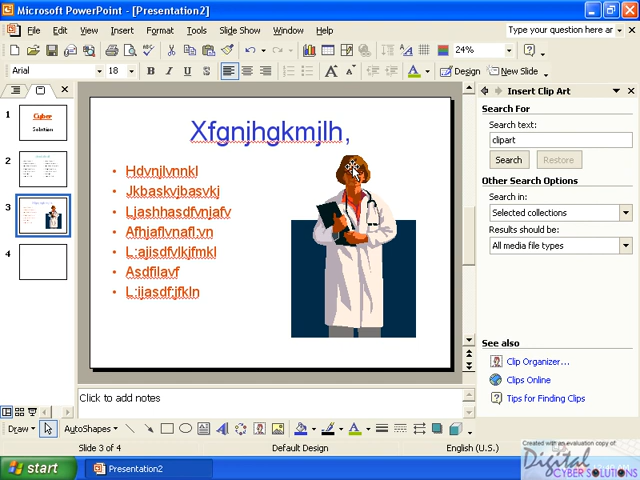 Microsoft PowerPoint - [Presentation2]
File Edit View Insert Format Tools Slide Show Window Help
Type your question here
24%
Arial 18 B I U S A Design New Slide
Insert Clip Art
Search For
Search text:
clipart
Search Restore
Other Search Options
Search in:
Selected collections
Results should be:
All media file types
See also
Clip Organizer...
Clips Online
Tips for Finding Clips
1
Cyber
Solution
2
3
4
Xfgnjhgkmjlh,
Hdvnjlvnnkl
Jkbaskvjbasvkj
Ljashhasdfvnjafv
Afhjaflvnafl;vn
L:ajisdfvlkjfmkl
Asdfilavf
L:ijasdf;jfkln
Click to add notes
Draw AutoShapes
Slide 3 of 4 Default Design English (U.S.)
start Presentation2
Created with an evaluation copy of
Digital
CYBER SOLUTIONS